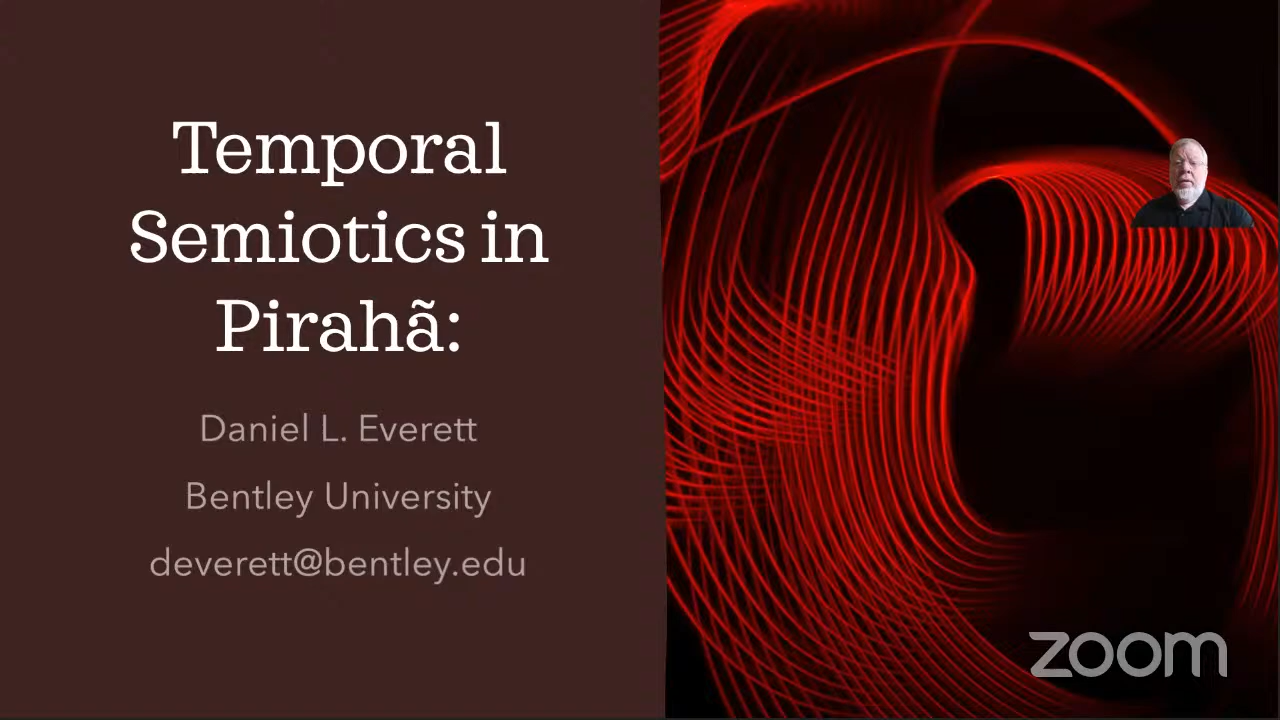 Temporal
Semiotics in
Pirahã:
Daniel L. Everett
Bentley University
deverett@bentley.edu
zoom